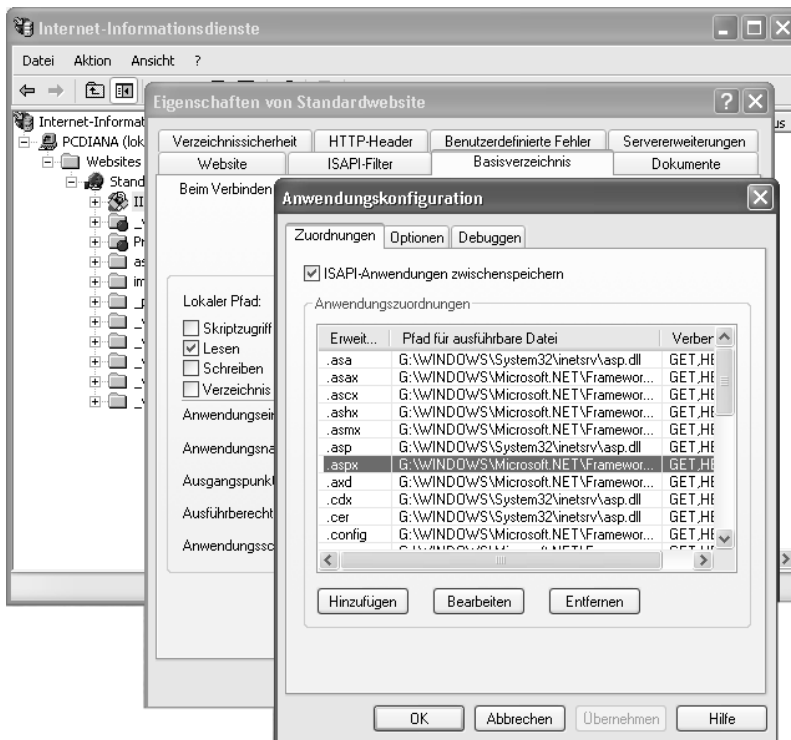 Internet-Informationsdienste
Datei Aktion Ansicht ?
Eigenschaften von Standardwebsite
Internet-Informat
PCDIANA (lok
Websites
Stand
Verzeichnissicherheit HTTP-Header Benutzerdefinierte Fehler Servererweiterungen
Website ISAPI-Filter Basisverzeichnis Dokumente
Beim Verbinden
Lokaler Pfad:
Skriptzugriff
Lesen
Schreiben
Verzeichnis
Anwendungsein
Anwendungsna
Ausgangspunkt
Ausführberecht
Anwendungssc
Anwendungskonfiguration
Zuordnungen Optionen Debuggen
ISAPI-Anwendungen zwischenspeichern
Anwendungszuordnungen
Erweit... Pfad für ausführbare Datei Verber
.asa G:\WINDOWS\System32\inetsrv\asp.dll GET,HE
.asax G:\WINDOWS\Microsoft.NET\Framewor... GET,HE
.ascx G:\WINDOWS\Microsoft.NET\Framewor... GET,HE
.ashx G:\WINDOWS\Microsoft.NET\Framewor... GET,HE
.asmx G:\WINDOWS\Microsoft.NET\Framewor... GET,HE
.asp G:\WINDOWS\System32\inetsrv\asp.dll GET,HE
.aspx G:\WINDOWS\Microsoft.NET\Framewor... GET,HE
.axd G:\WINDOWS\Microsoft.NET\Framewor... GET,HE
.cdx G:\WINDOWS\System32\inetsrv\asp.dll GET,HE
.cer G:\WINDOWS\System32\inetsrv\asp.dll GET,HE
.config G:\WINDOWS\Microsoft.NET\Framewor... GET,HE
Hinzufügen Bearbeiten Entfernen
OK Abbrechen Übernehmen Hilfe